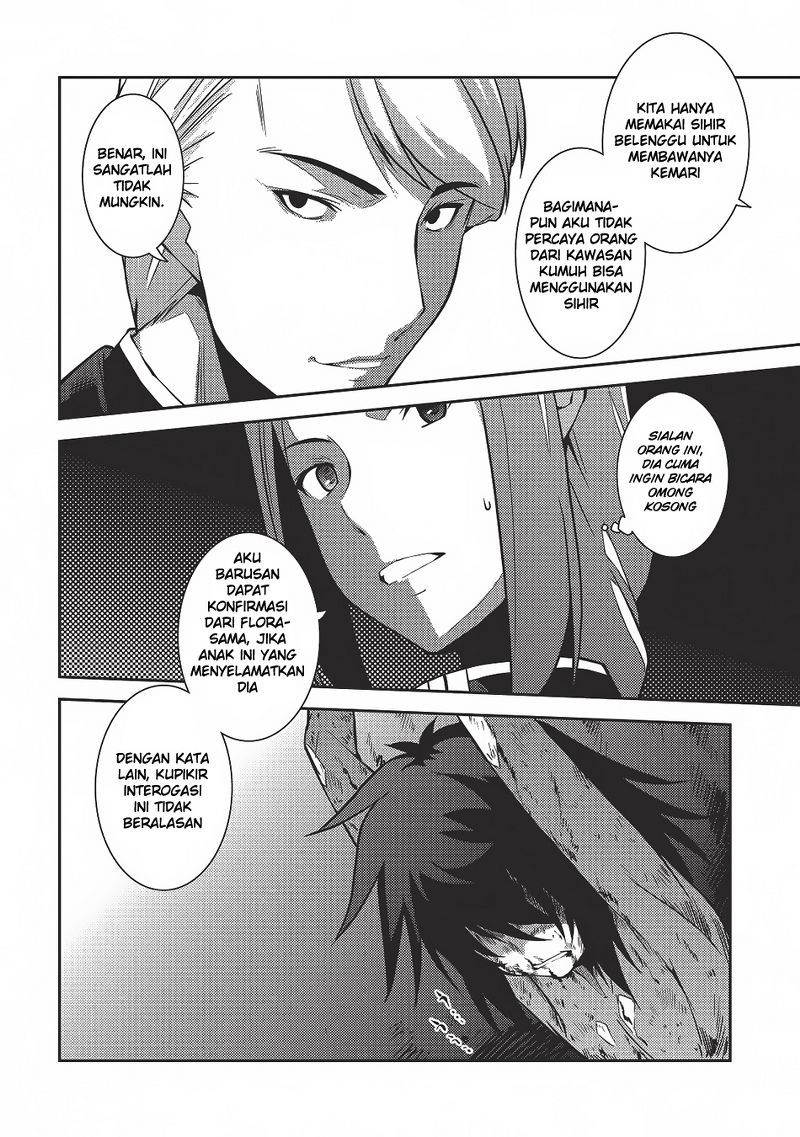 KITA HANYA
MEMAKAI SIHIR
BELENGGU UNTUK
MEMBAWANYA
KEMARI
BAGIMANA-
PUN AKU TIDAK
PERCAYA ORANG
DARI KAWASAN
KUMUH BISA
MENGGUNAKAN
SIHIR
BENAR, INI
SANGATLAH
TIDAK
MUNGKIN.
SIALAN
ORANG INI,
DIA CUMA
INGIN BICARA
OMONG
KOSONG
AKU
BARUSAN
DAPAT
KONFIRMASI
DARI FLORA-
SAMA, JIKA
ANAK INI YANG
MENYELAMATKAN
DIA
DENGAN KATA
LAIN, KUPIKIR
INTEROGASI
INI TIDAK
BERALASAN